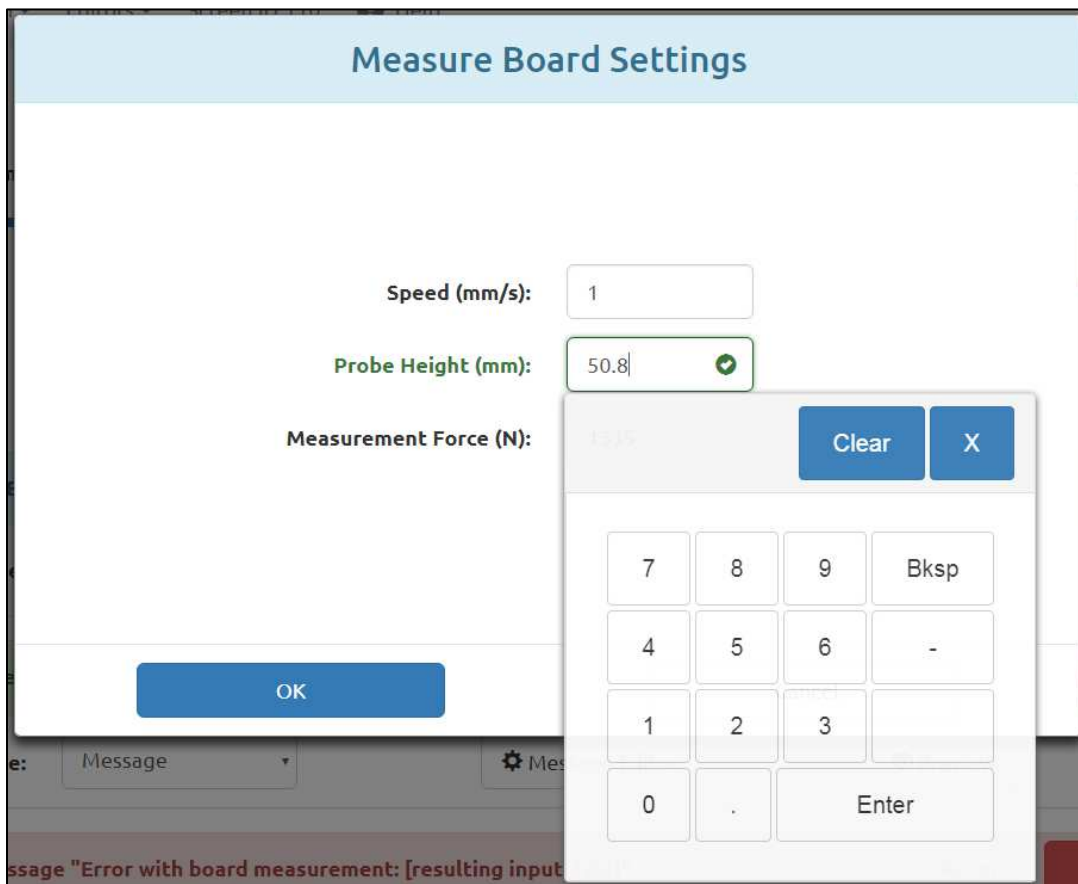 Measure Board Settings
Speed (mm/s): 1
Probe Height (mm): 50.8
Measurement Force (N):
Clear X
7 8 9 Bksp
4 5 6 -
1 2 3
0 . Enter
OK
e: Message
ssage "Error with board measurement: [resulting input